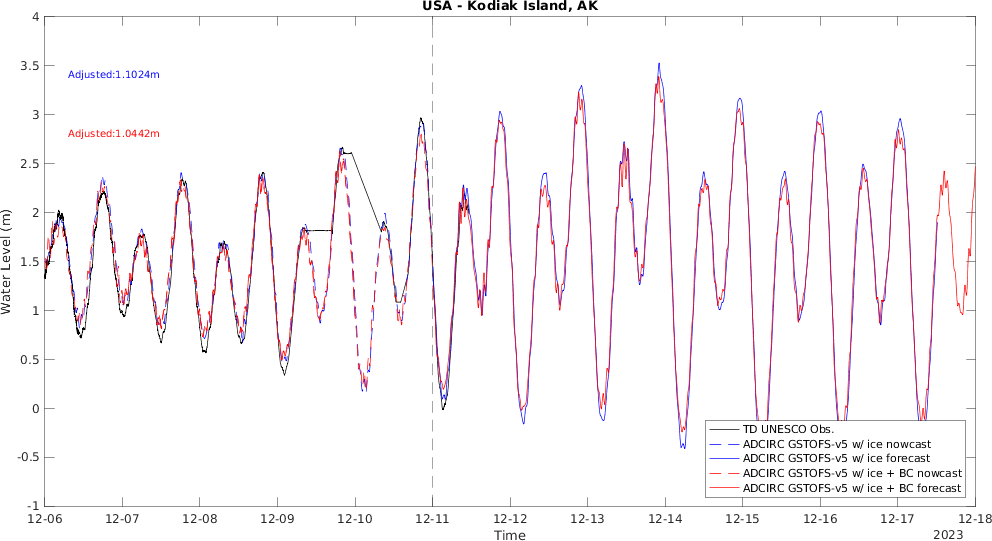 USA - Kodiak Island, AK
4
3.5
3
2.5
2
1.5
1
0.5
0
-0.5
-1
Water Level (m)
Adjusted:1.1024m
Adjusted:1.0442m
TD UNESCO Obs.
ADCIRC GSTOFS-v5 w/ ice nowcast
ADCIRC GSTOFS-v5 w/ ice forecast
ADCIRC GSTOFS-v5 w/ ice + BC nowcast
ADCIRC GSTOFS-v5 w/ ice + BC forecast
12-06 12-07 12-08 12-09 12-10 12-11 12-12 12-13 12-14 12-15 12-16 12-17 12-18
Time
2023